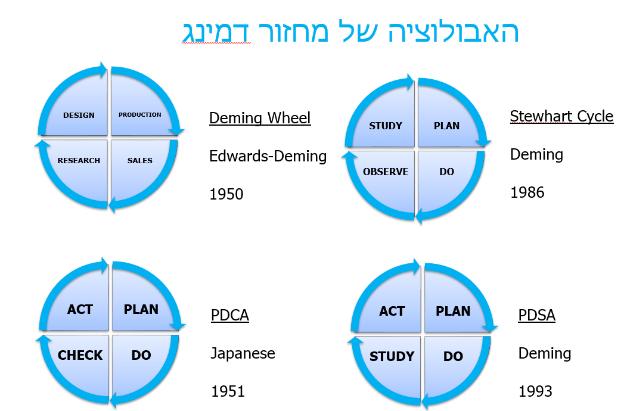 האבולוציה של מחזור דמינג
DESIGN
PRODUCTION
RESEARCH
SALES
Deming Wheel
Edwards-Deming
1950
STUDY
PLAN
OBSERVE
DO
Stewhart Cycle
Deming
1986
ACT
PLAN
CHECK
DO
PDCA
Japanese
1951
ACT
PLAN
STUDY
DO
PDSA
Deming
1993